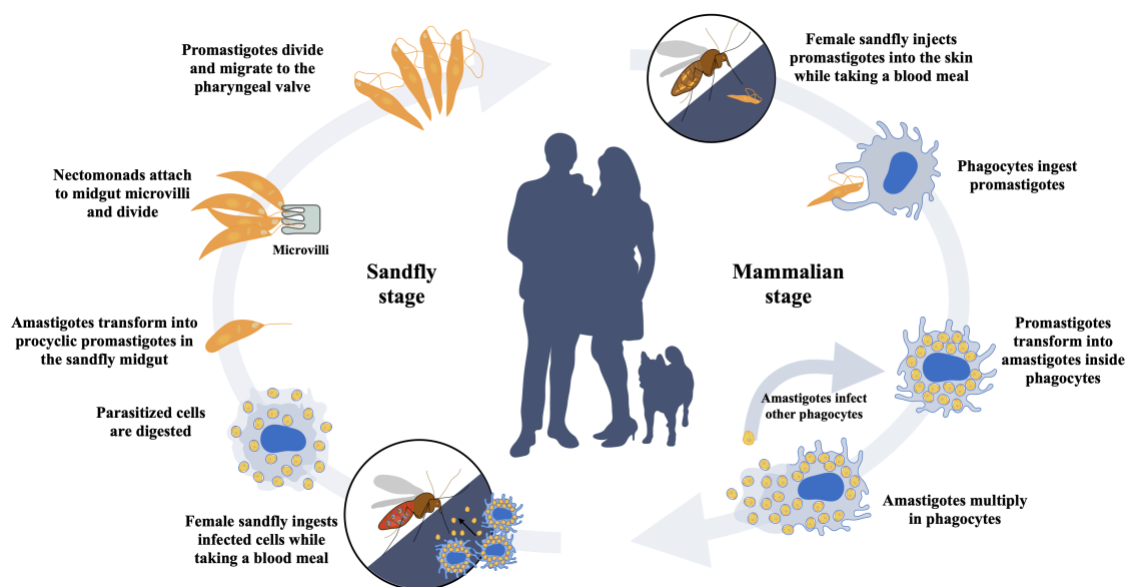 Promastigotes divide
and migrate to the
pharyngeal valve
Female sandfly injects
promastigotes into the skin
while taking a blood meal
Phagocytes ingest
promastigotes
Nectomonads attach
to midgut microvilli
and divide
Microvilli
Sandfly
stage
Mammalian
stage
Amastigotes transform into
procyclic promastigotes in
the sandfly midgut
Promastigotes
transform into
amastigotes inside
phagocytes
Amastigotes infect
other phagocytes
Parasitized cells
are digested
Amastigotes multiply
in phagocytes
Female sandfly ingests
infected cells while
taking a blood meal